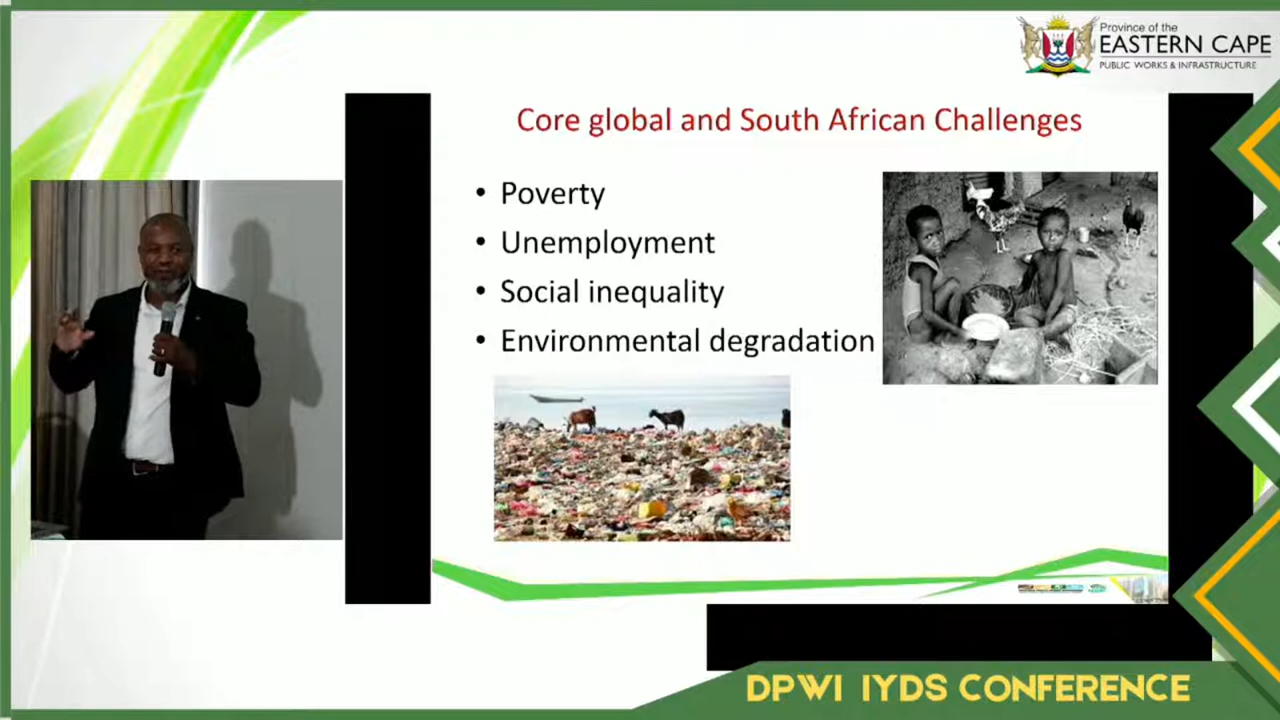 Province of the
EASTERN CAPE
PUBLIC WORKS & INFRASTRUCTURE
Core global and South African Challenges
• Poverty
• Unemployment
• Social inequality
• Environmental degradation
DPWI IYDS CONFERENCE